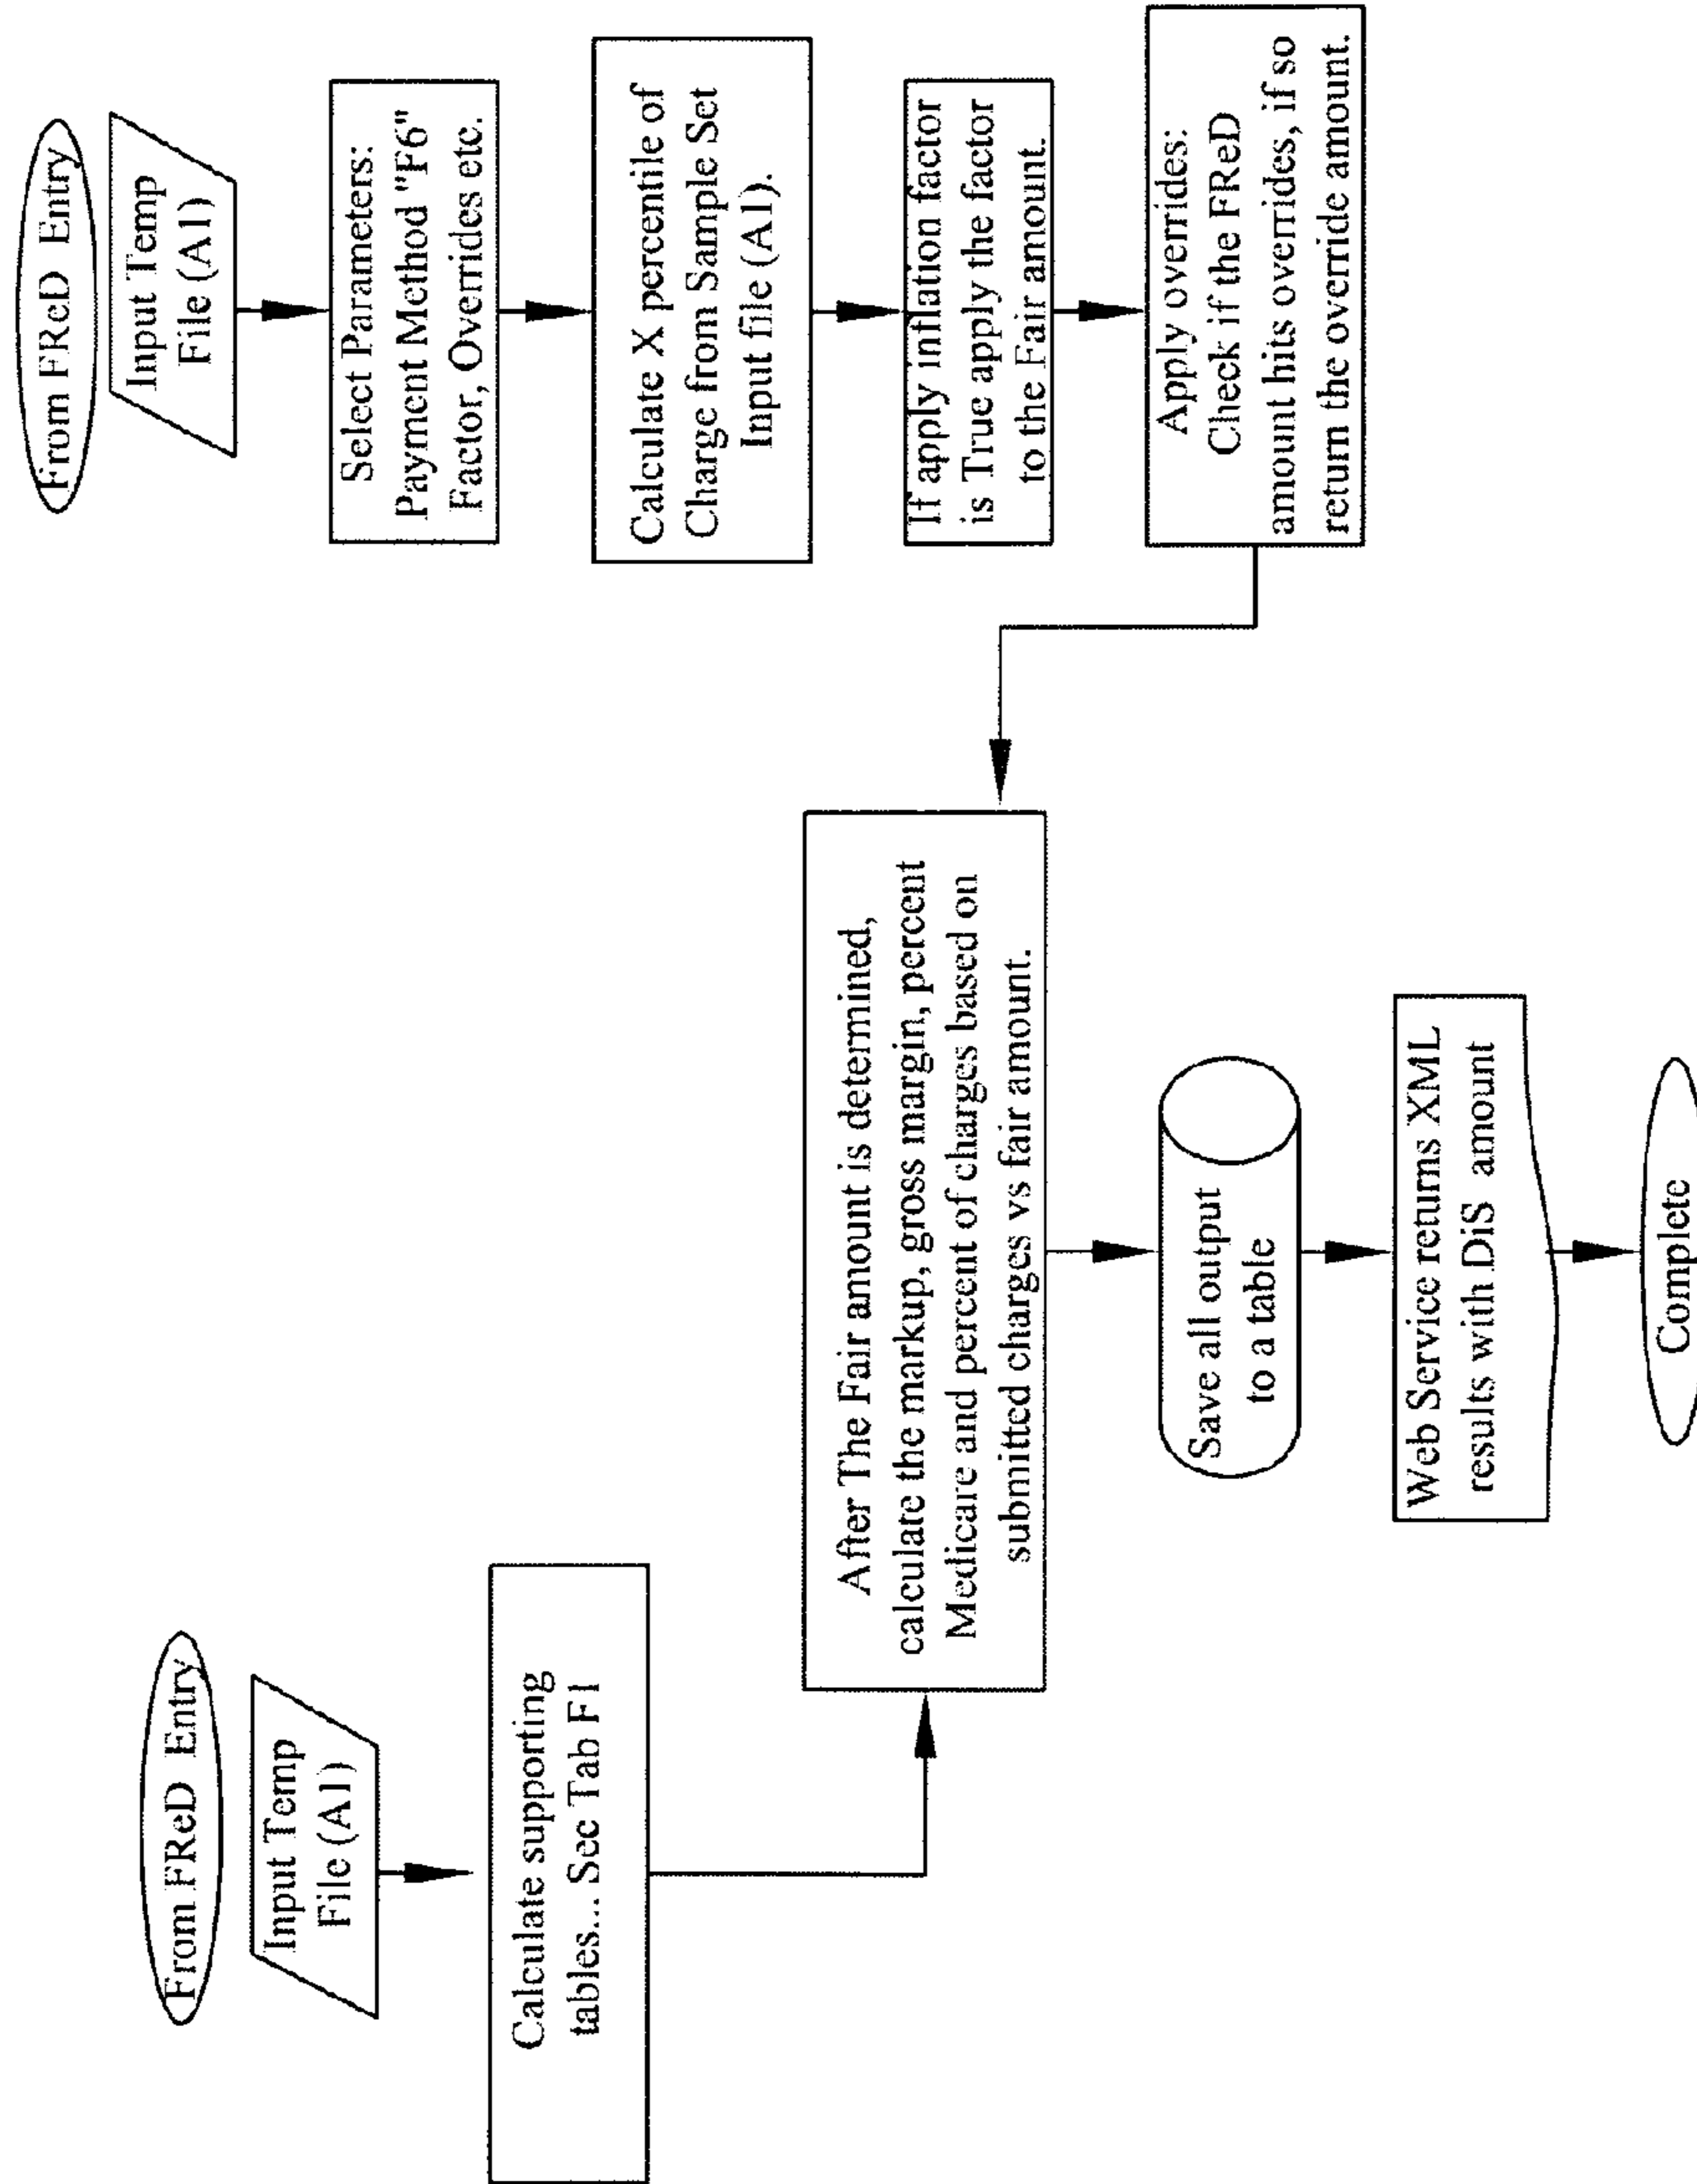 From FReD Entry
Input Temp
File (A1)
Calculate supporting
tables... See Tab F1
From FReD Entry
Input Temp
File (A1)
Select Parameters:
Payment Method "F6"
Factor, Overrides etc.
Calculate X percentile of
Charge from Sample Set
Input file (A1).
If apply inflation factor
is True apply the factor
to the Fair amount.
Apply overrides:
Check if the FReD
amount hits overrides, if so
return the override amount.
After The Fair amount is determined,
calculate the markup, gross margin, percent
Medicare and percent of charges based on
submitted charges vs fair amount.
Save all output
to a table
Web Service returns XML
results with DiS amount
Complete